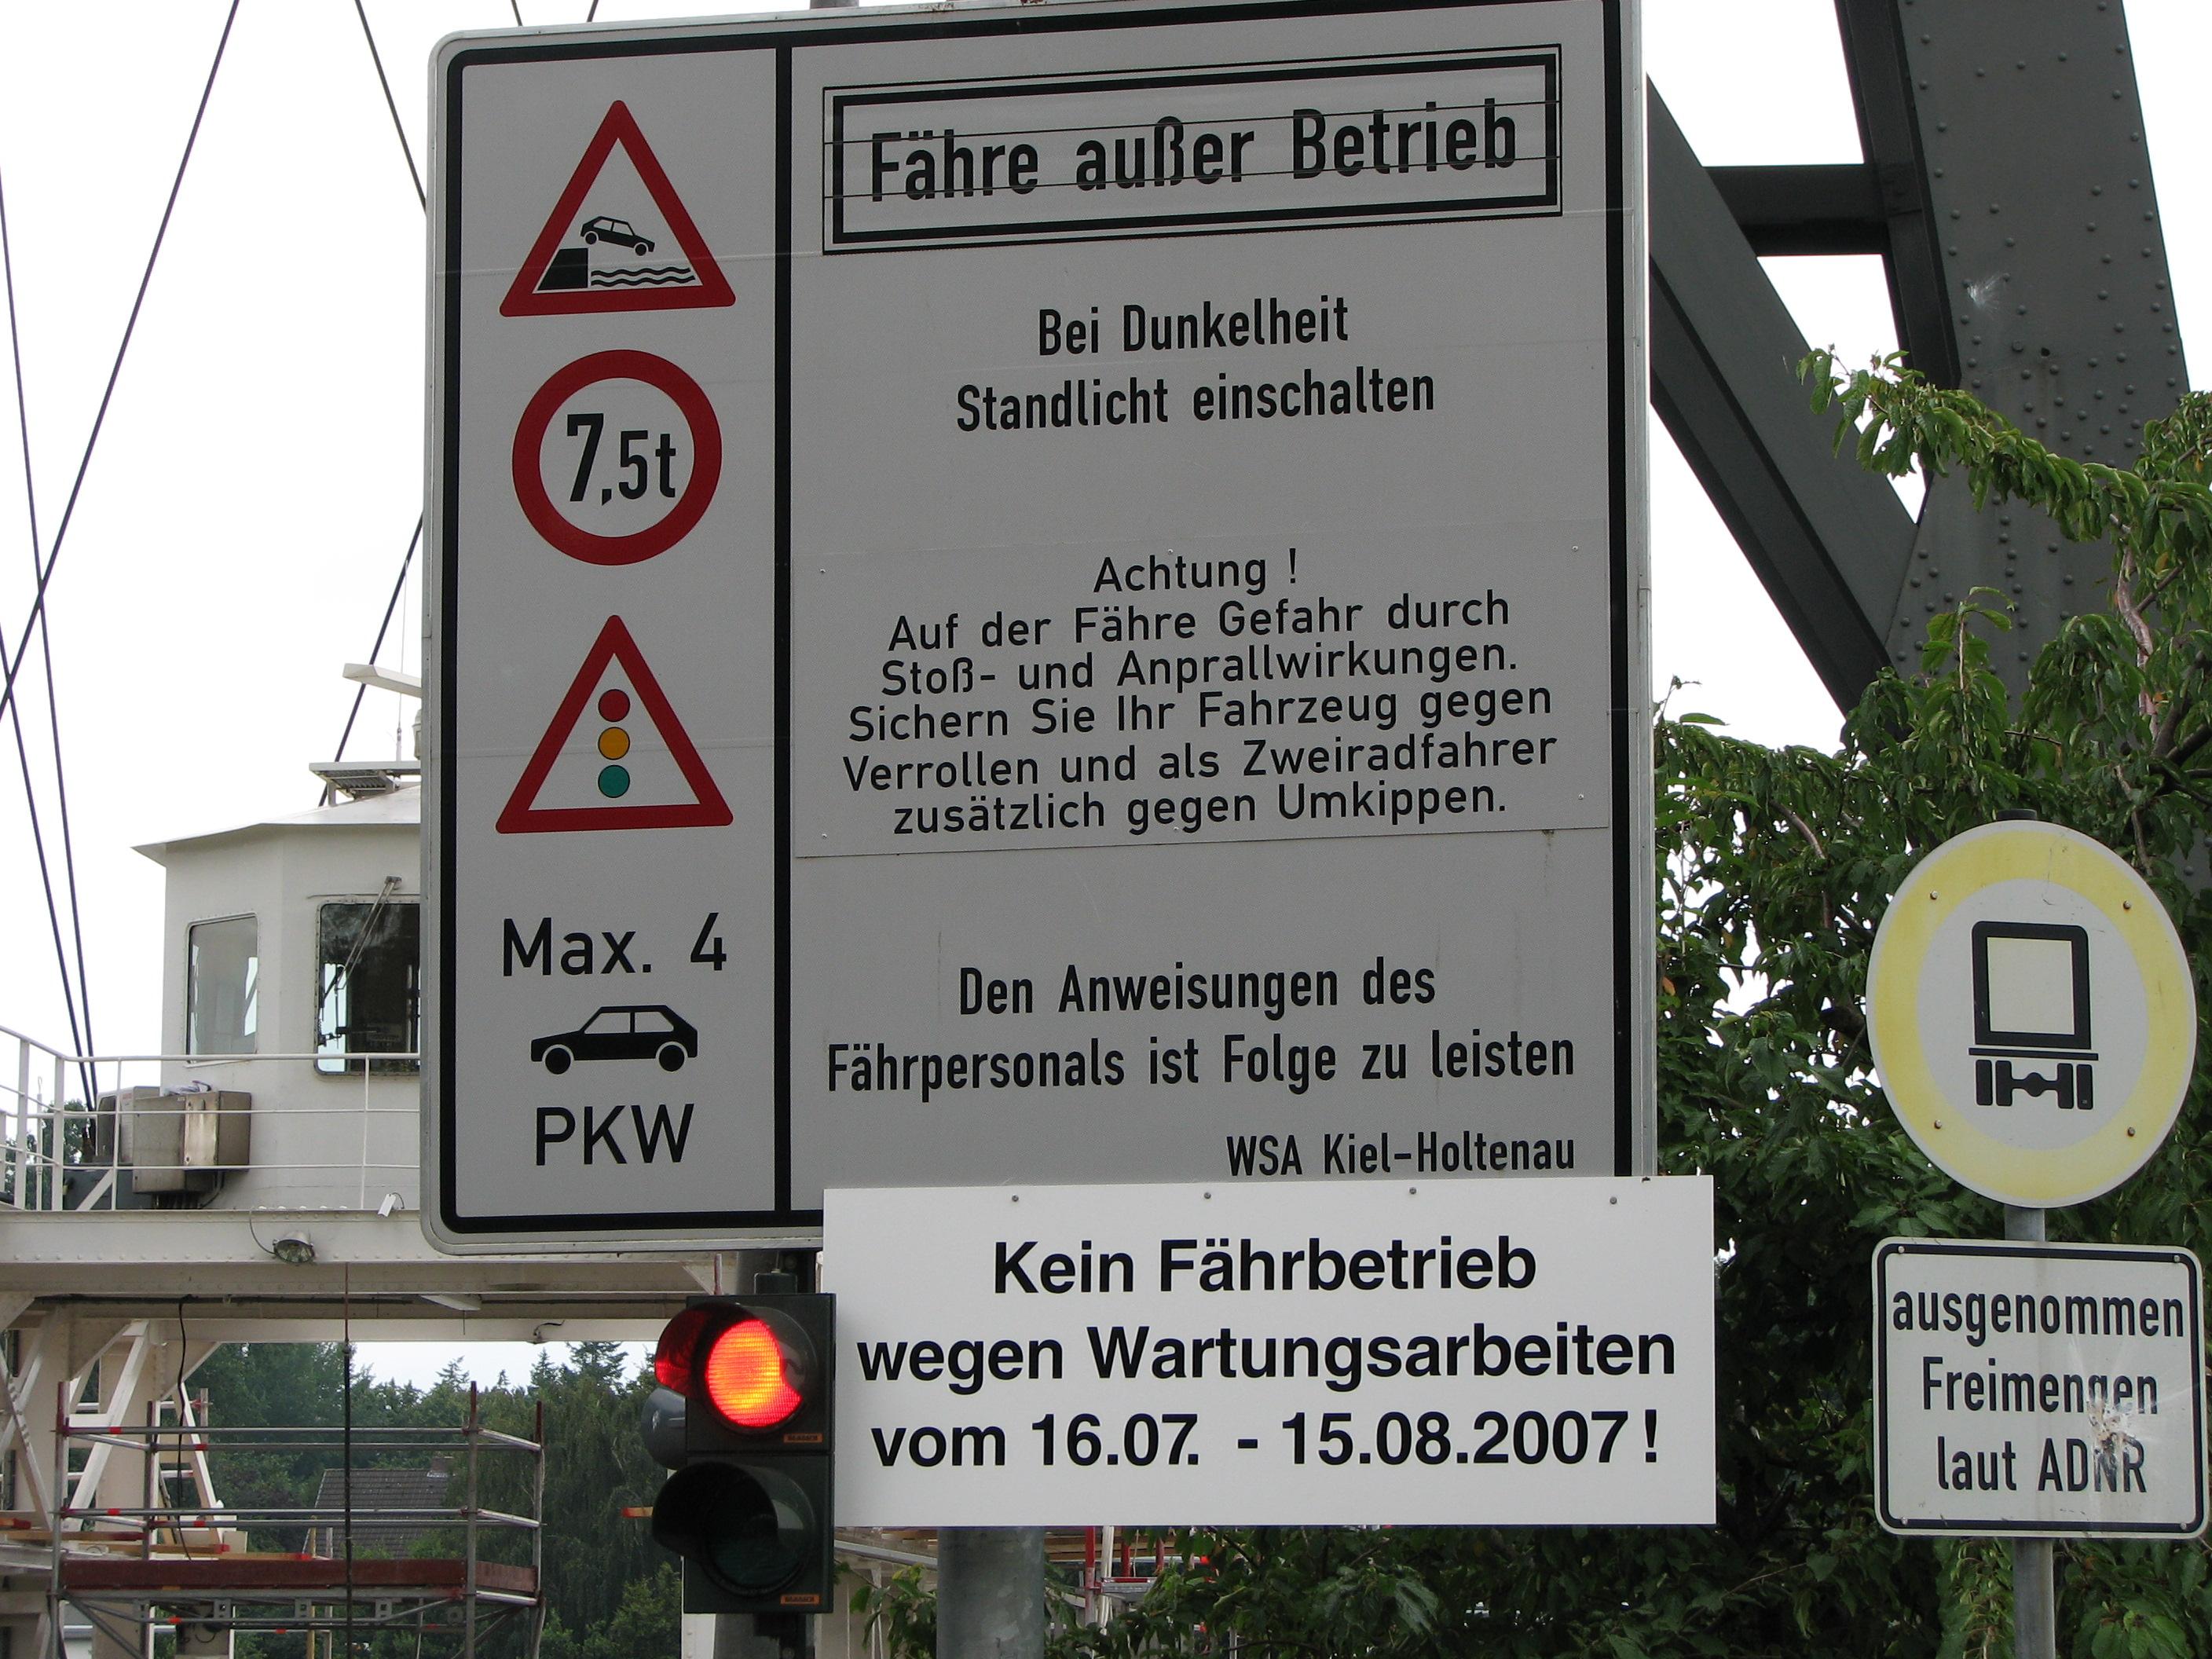 Fähre außer Betrieb
Bei Dunkelheit
Standlicht einschalten
7,5t
Achtung !
Auf der Fähre Gefahr durch
Stoß- und Anprallwirkungen.
Sichern Sie Ihr Fahrzeug gegen
Verrollen und als Zweiradfahrer
zusätzlich gegen Umkippen.
Max. 4
PKW
Den Anweisungen des
Fährpersonals ist Folge zu leisten
WSA Kiel-Holtenau
Kein Fährbetrieb
wegen Wartungsarbeiten
vom 16.07. - 15.08.2007!
ausgenommen
Freimengen
laut ADNR